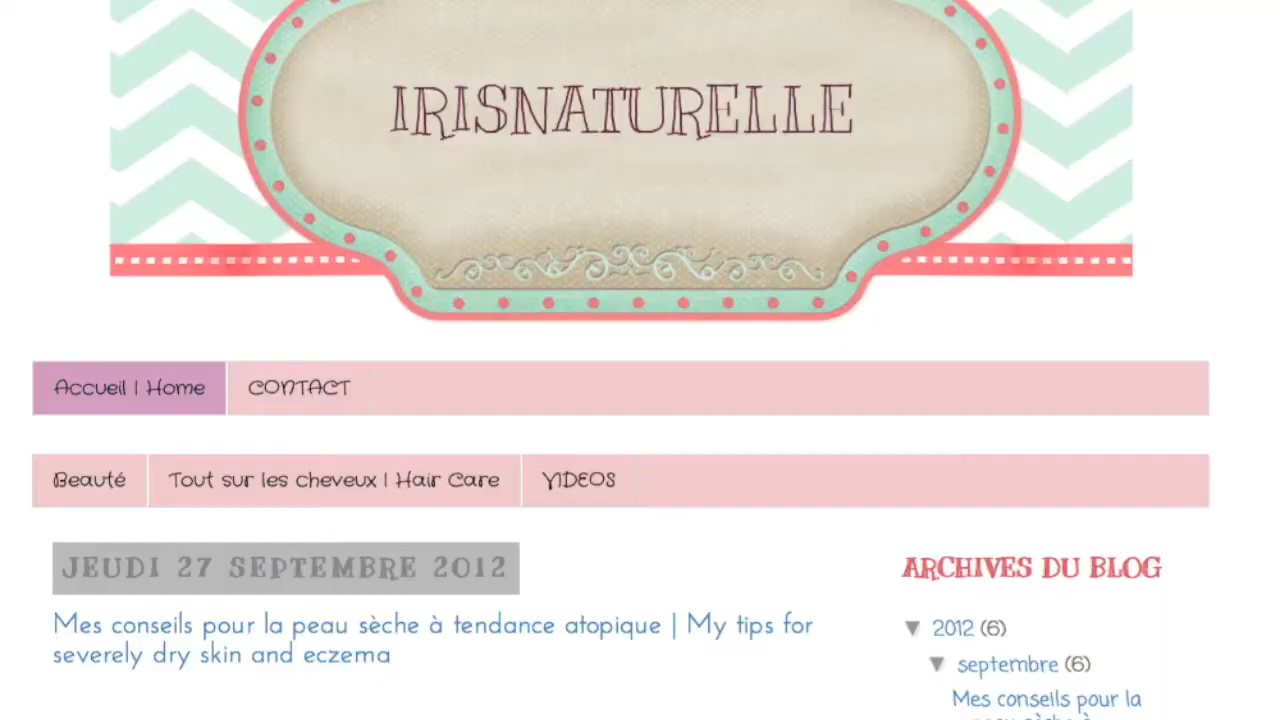 IRISNATURELLE
Accueil | Home
CONTACT
Beauté
Tout sur les cheveux | Hair Care
VIDEOS
JEUDI 27 SEPTEMBRE 2012
Mes conseils pour la peau sèche à tendance atopique | My tips for
severely dry skin and eczema
ARCHIVES DU BLOG
▼ 2012 (6)
▼ septembre (6)
Mes conseils pour la
peau sèche à